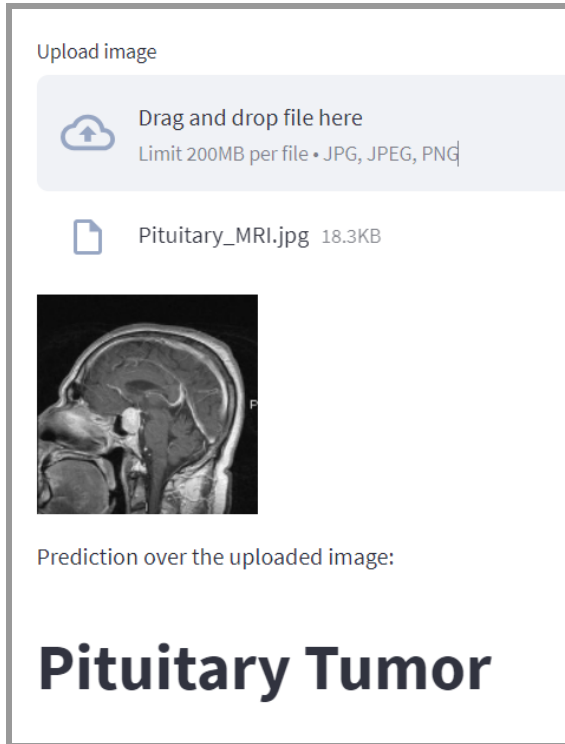 Upload image
Drag and drop file here
Limit 200MB per file • JPG, JPEG, PNG
Pituitary_MRI.jpg 18.3KB
P
Prediction over the uploaded image:
Pituitary Tumor